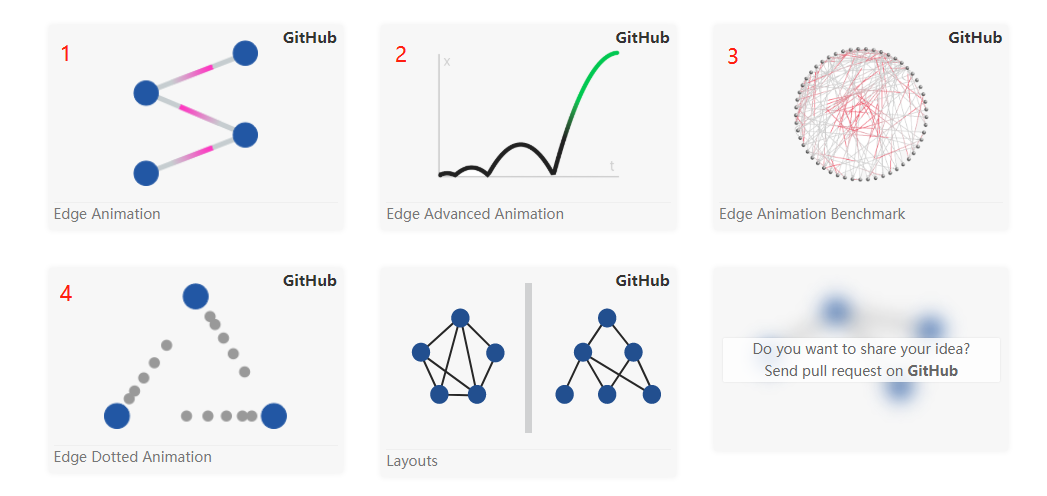 1
GitHub
x
t
2
GitHub
3
GitHub
Edge Animation
Edge Advanced Animation
Edge Animation Benchmark
4
GitHub
GitHub
Do you want to share your idea?
Send pull request on GitHub
Edge Dotted Animation
Layouts